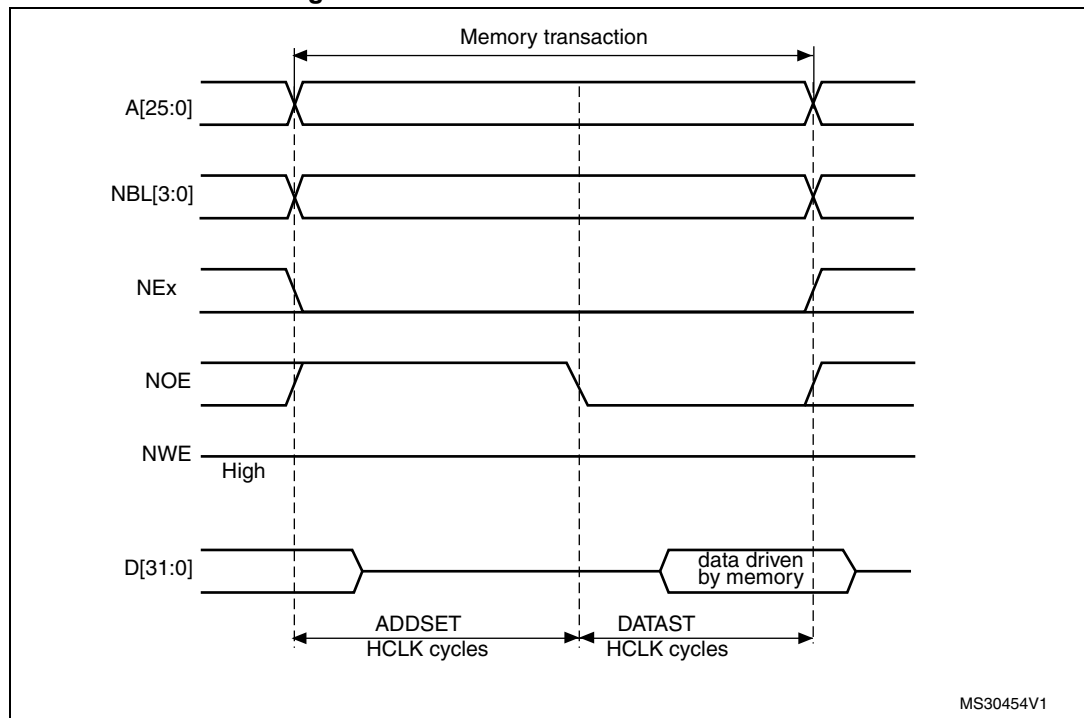 Memory transaction
A[25:0]
NBL[3:0]
NEx
NOE
NWE
High
D[31:0]
data driven
by memory
ADDSET
HCLK cycles
DATAST
HCLK cycles
MS30454V1